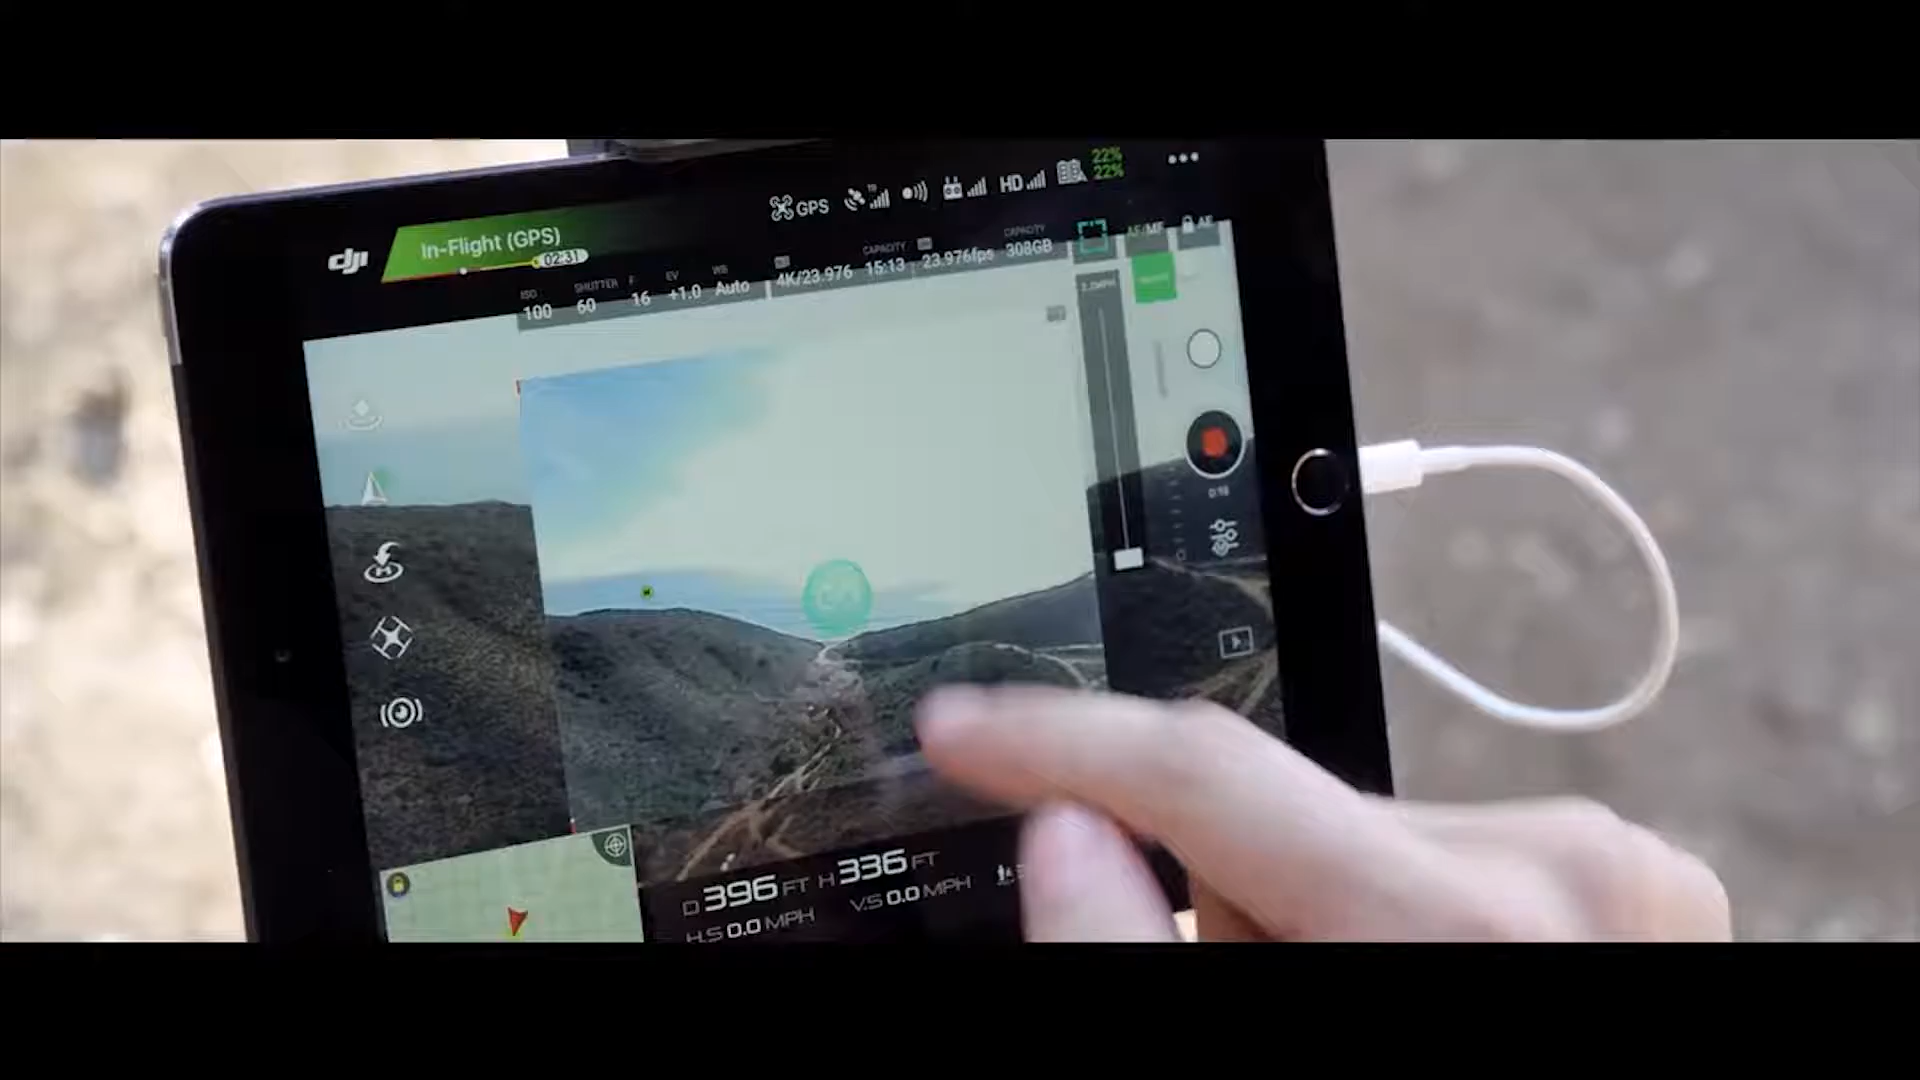 22%
22%
GPS
HD
dji
In-Flight (GPS)
02:31
ISO
100
SHUTTER
60
F
16
EV
+1.0
WB
Auto
4K/23.976
CAPACITY
15:13
23.976fps
CAPACITY
308GB
AF/MF
AE
GO
D 396 FT H 336 FT
H.S 0.0 MPH V.S 0.0 MPH